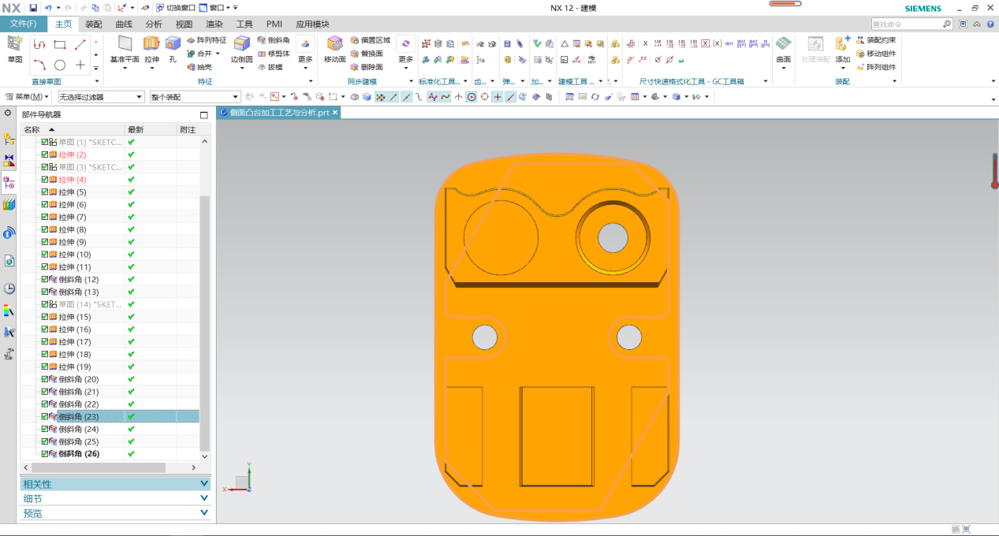 NX 切换窗口 窗口 NX 12 - 建模 SIEMENS
文件(F) 主页 装配 曲线 分析 视图 渲染 工具 PMI 应用模块 查找命令
草图 基准平面 拉伸 孔 阵列特征 合并 抽壳 边倒圆 倒斜角 修剪体 拔模 更多 移动面 偏置区域 替换面 删除面 更多 曲面 处理装配 添加 装配约束 移动组件 阵列组件
直接草图 特征 同步建模 标准化工具... 齿... 弹... 加... 建模工具 ... 尺寸快速格式化工具 - GC工具箱 装配
菜单(M) 无选择过滤器 整个装配
部件导航器 侧面凸台加工工艺与分析.prt
名称 最新 附注
草图 (1) "SKETC...
拉伸 (2)
草图 (3) "SKETC...
拉伸 (4)
拉伸 (5)
拉伸 (6)
拉伸 (7)
拉伸 (8)
拉伸 (9)
拉伸 (10)
拉伸 (11)
倒斜角 (12)
倒斜角 (13)
草图 (14) "SKET...
拉伸 (15)
拉伸 (16)
拉伸 (17)
拉伸 (18)
拉伸 (19)
倒斜角 (20)
倒斜角 (21)
倒斜角 (22)
倒斜角 (23)
倒斜角 (24)
倒斜角 (25)
倒斜角 (26)
相关性
细节
预览
Y
X Z